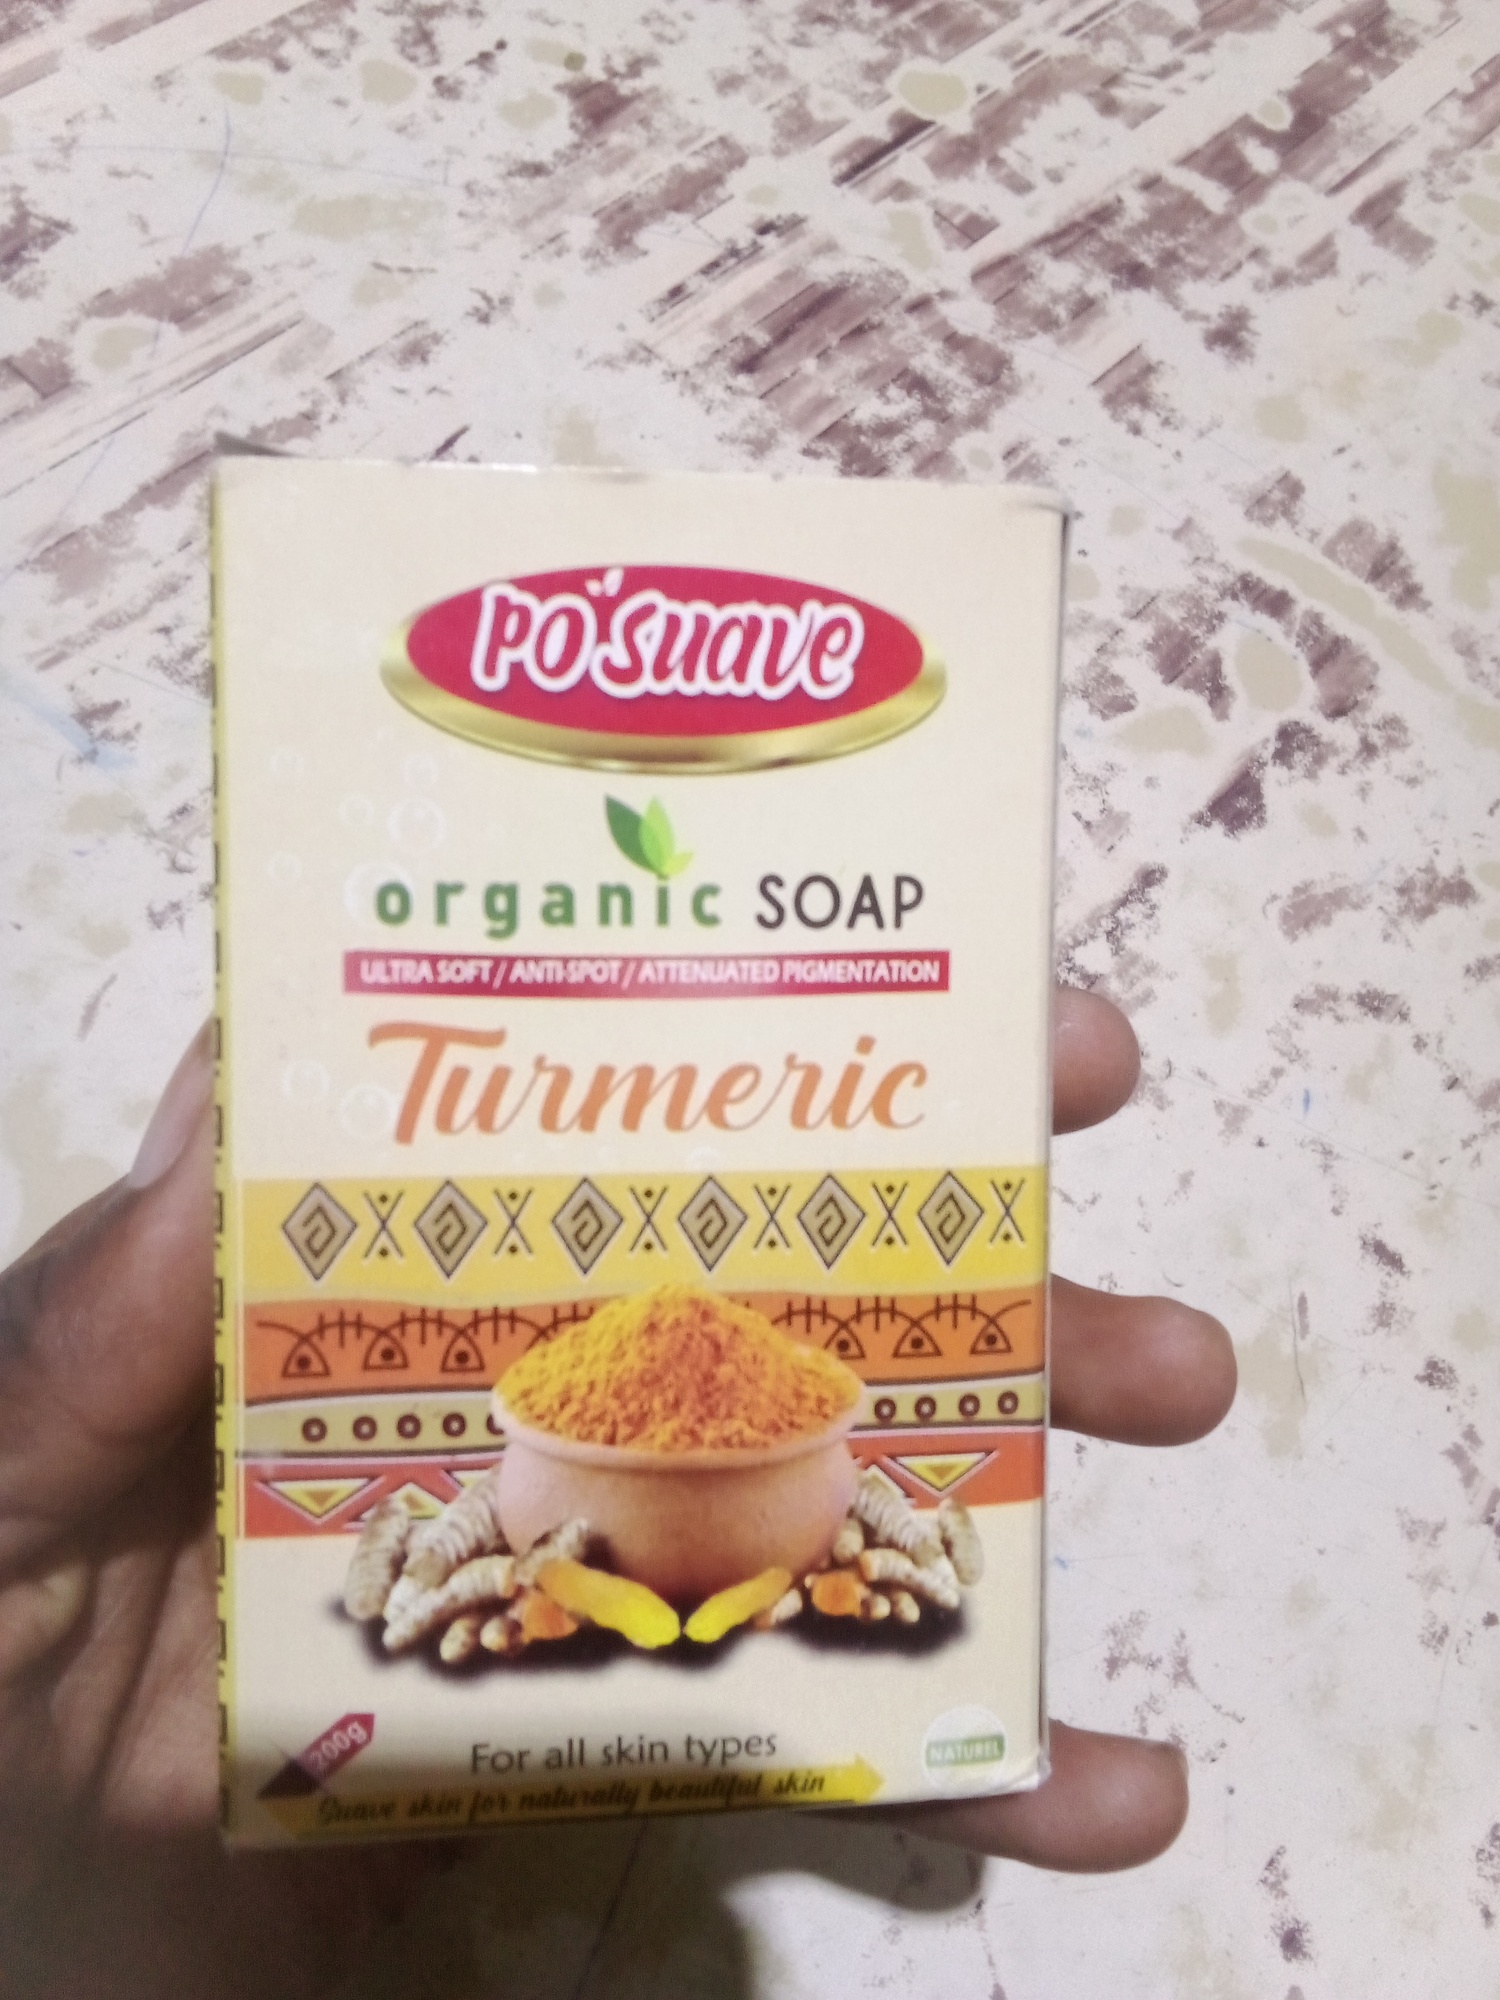 PO'Suave
organic SOAP
ULTRA SOFT / ANTI-SPOT / ATTENUATED PIGMENTATION
Turmeric
200g
For all skin types
NATUREL
Suave skin for naturally beautiful skin